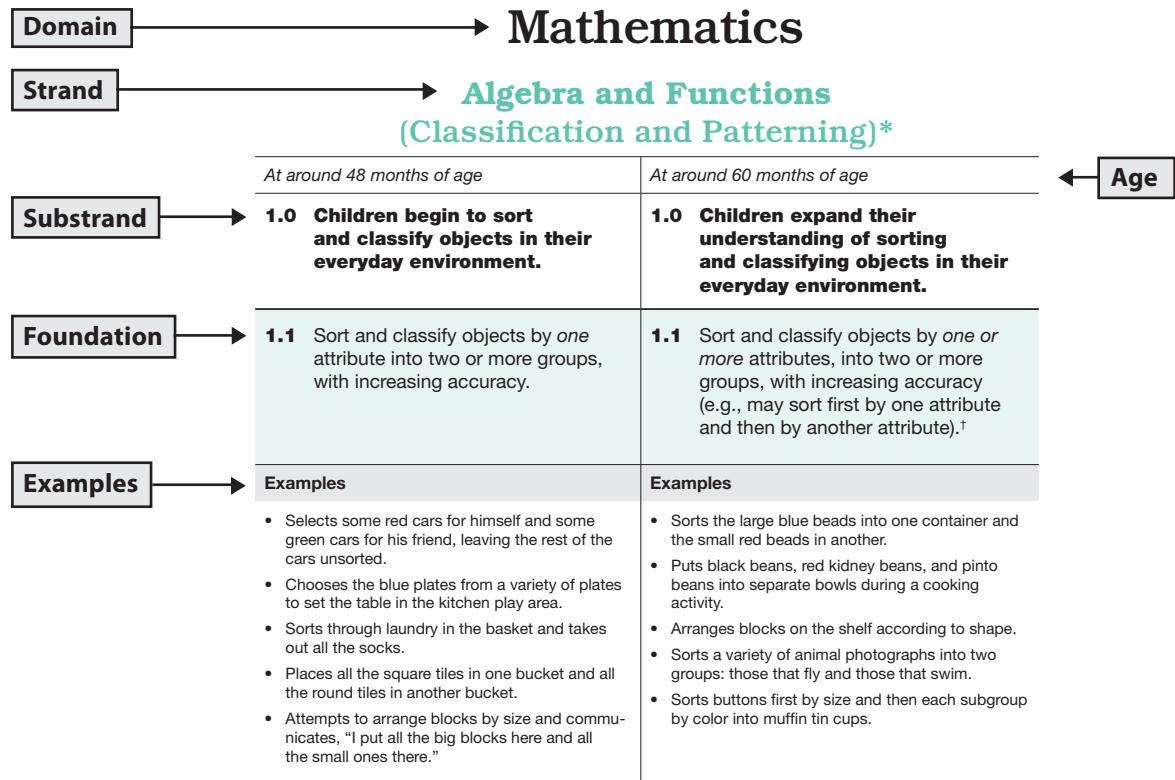 Domain
Mathematics
Strand
Algebra and Functions
(Classification and Patterning)*
At around 48 months of age
At around 60 months of age
Age
Substrand
1.0 Children begin to sort
and classify objects in their
everyday environment.
1.0 Children expand their
understanding of sorting
and classifying objects in their
everyday environment.
Foundation
1.1 Sort and classify objects by one
attribute into two or more groups,
with increasing accuracy.
1.1 Sort and classify objects by one or
more attributes, into two or more
groups, with increasing accuracy
(e.g., may sort first by one attribute
and then by another attribute).†
Examples
Examples
• Selects some red cars for himself and some
green cars for his friend, leaving the rest of the
cars unsorted.
• Chooses the blue plates from a variety of plates
to set the table in the kitchen play area.
• Sorts through laundry in the basket and takes
out all the socks.
• Places all the square tiles in one bucket and all
the round tiles in another bucket.
• Attempts to arrange blocks by size and commu-
nicates, “I put all the big blocks here and all
the small ones there.”
Examples
• Sorts the large blue beads into one container and
the small red beads in another.
• Puts black beans, red kidney beans, and pinto
beans into separate bowls during a cooking
activity.
• Arranges blocks on the shelf according to shape.
• Sorts a variety of animal photographs into two
groups: those that fly and those that swim.
• Sorts buttons first by size and then each subgroup
by color into muffin tin cups.